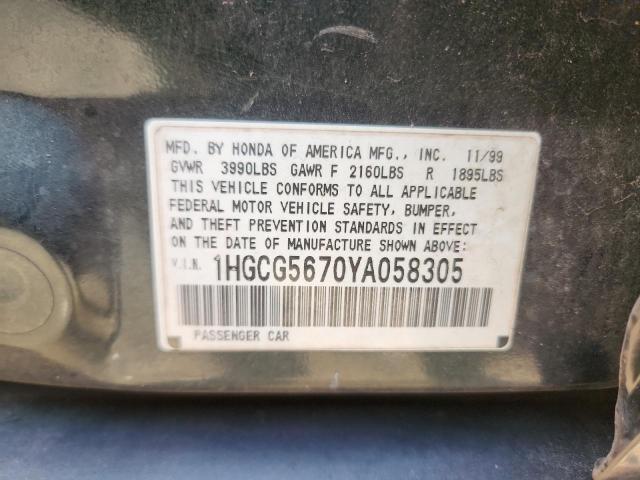 MFD. BY HONDA OF AMERICA MFG., INC. 11/99
GVWR 3990LBS GAWR F 2160LBS R 1895LBS
THIS VEHICLE CONFORMS TO ALL APPLICABLE
FEDERAL MOTOR VEHICLE SAFETY, BUMPER,
AND THEFT PREVENTION STANDARDS IN EFFECT
ON THE DATE OF MANUFACTURE SHOWN ABOVE:
V.I.N. 1HGCG5670YA058305
PASSENGER CAR